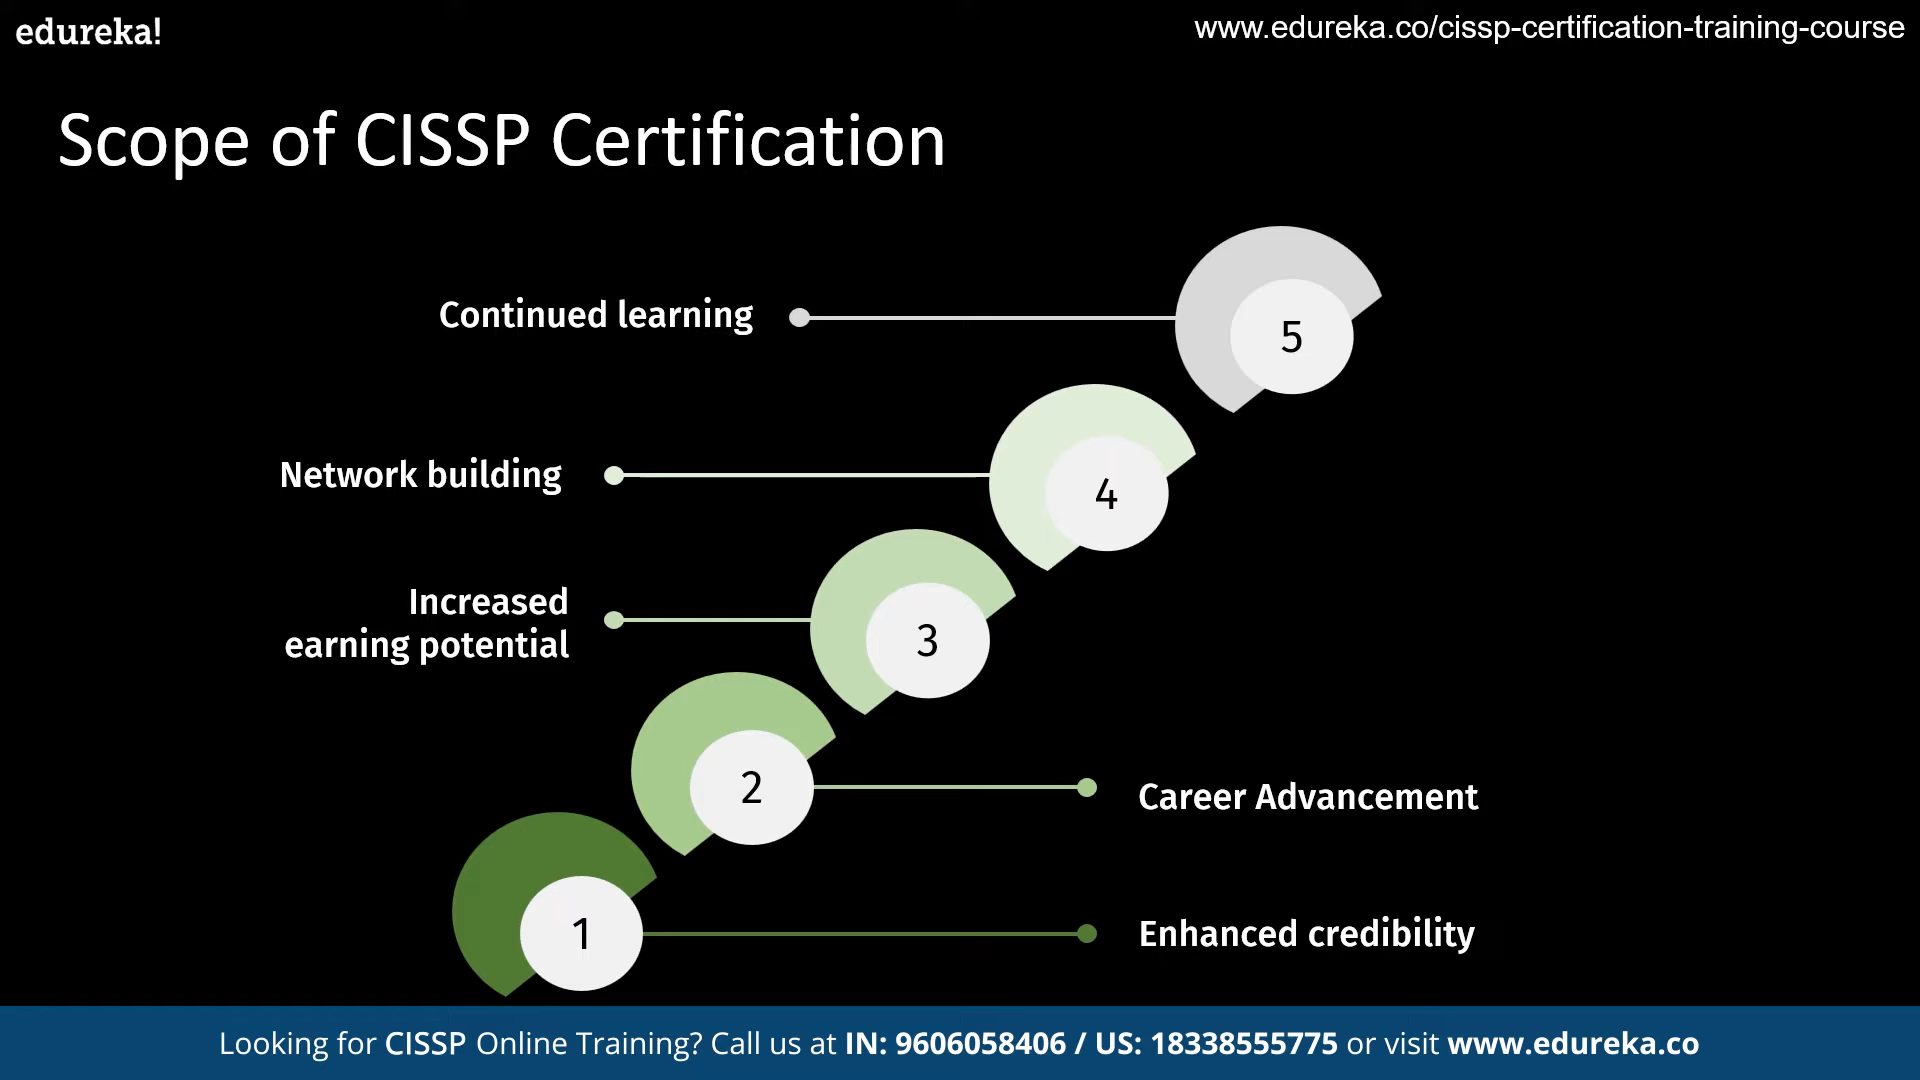 edureka!
www.edureka.co/cissp-certification-training-course
Scope of CISSP Certification
Continued learning
5
Network building
4
Increased
earning potential
3
2
Career Advancement
1
Enhanced credibility
Looking for CISSP Online Training? Call us at IN: 9606058406 / US: 18338555775 or visit www.edureka.co